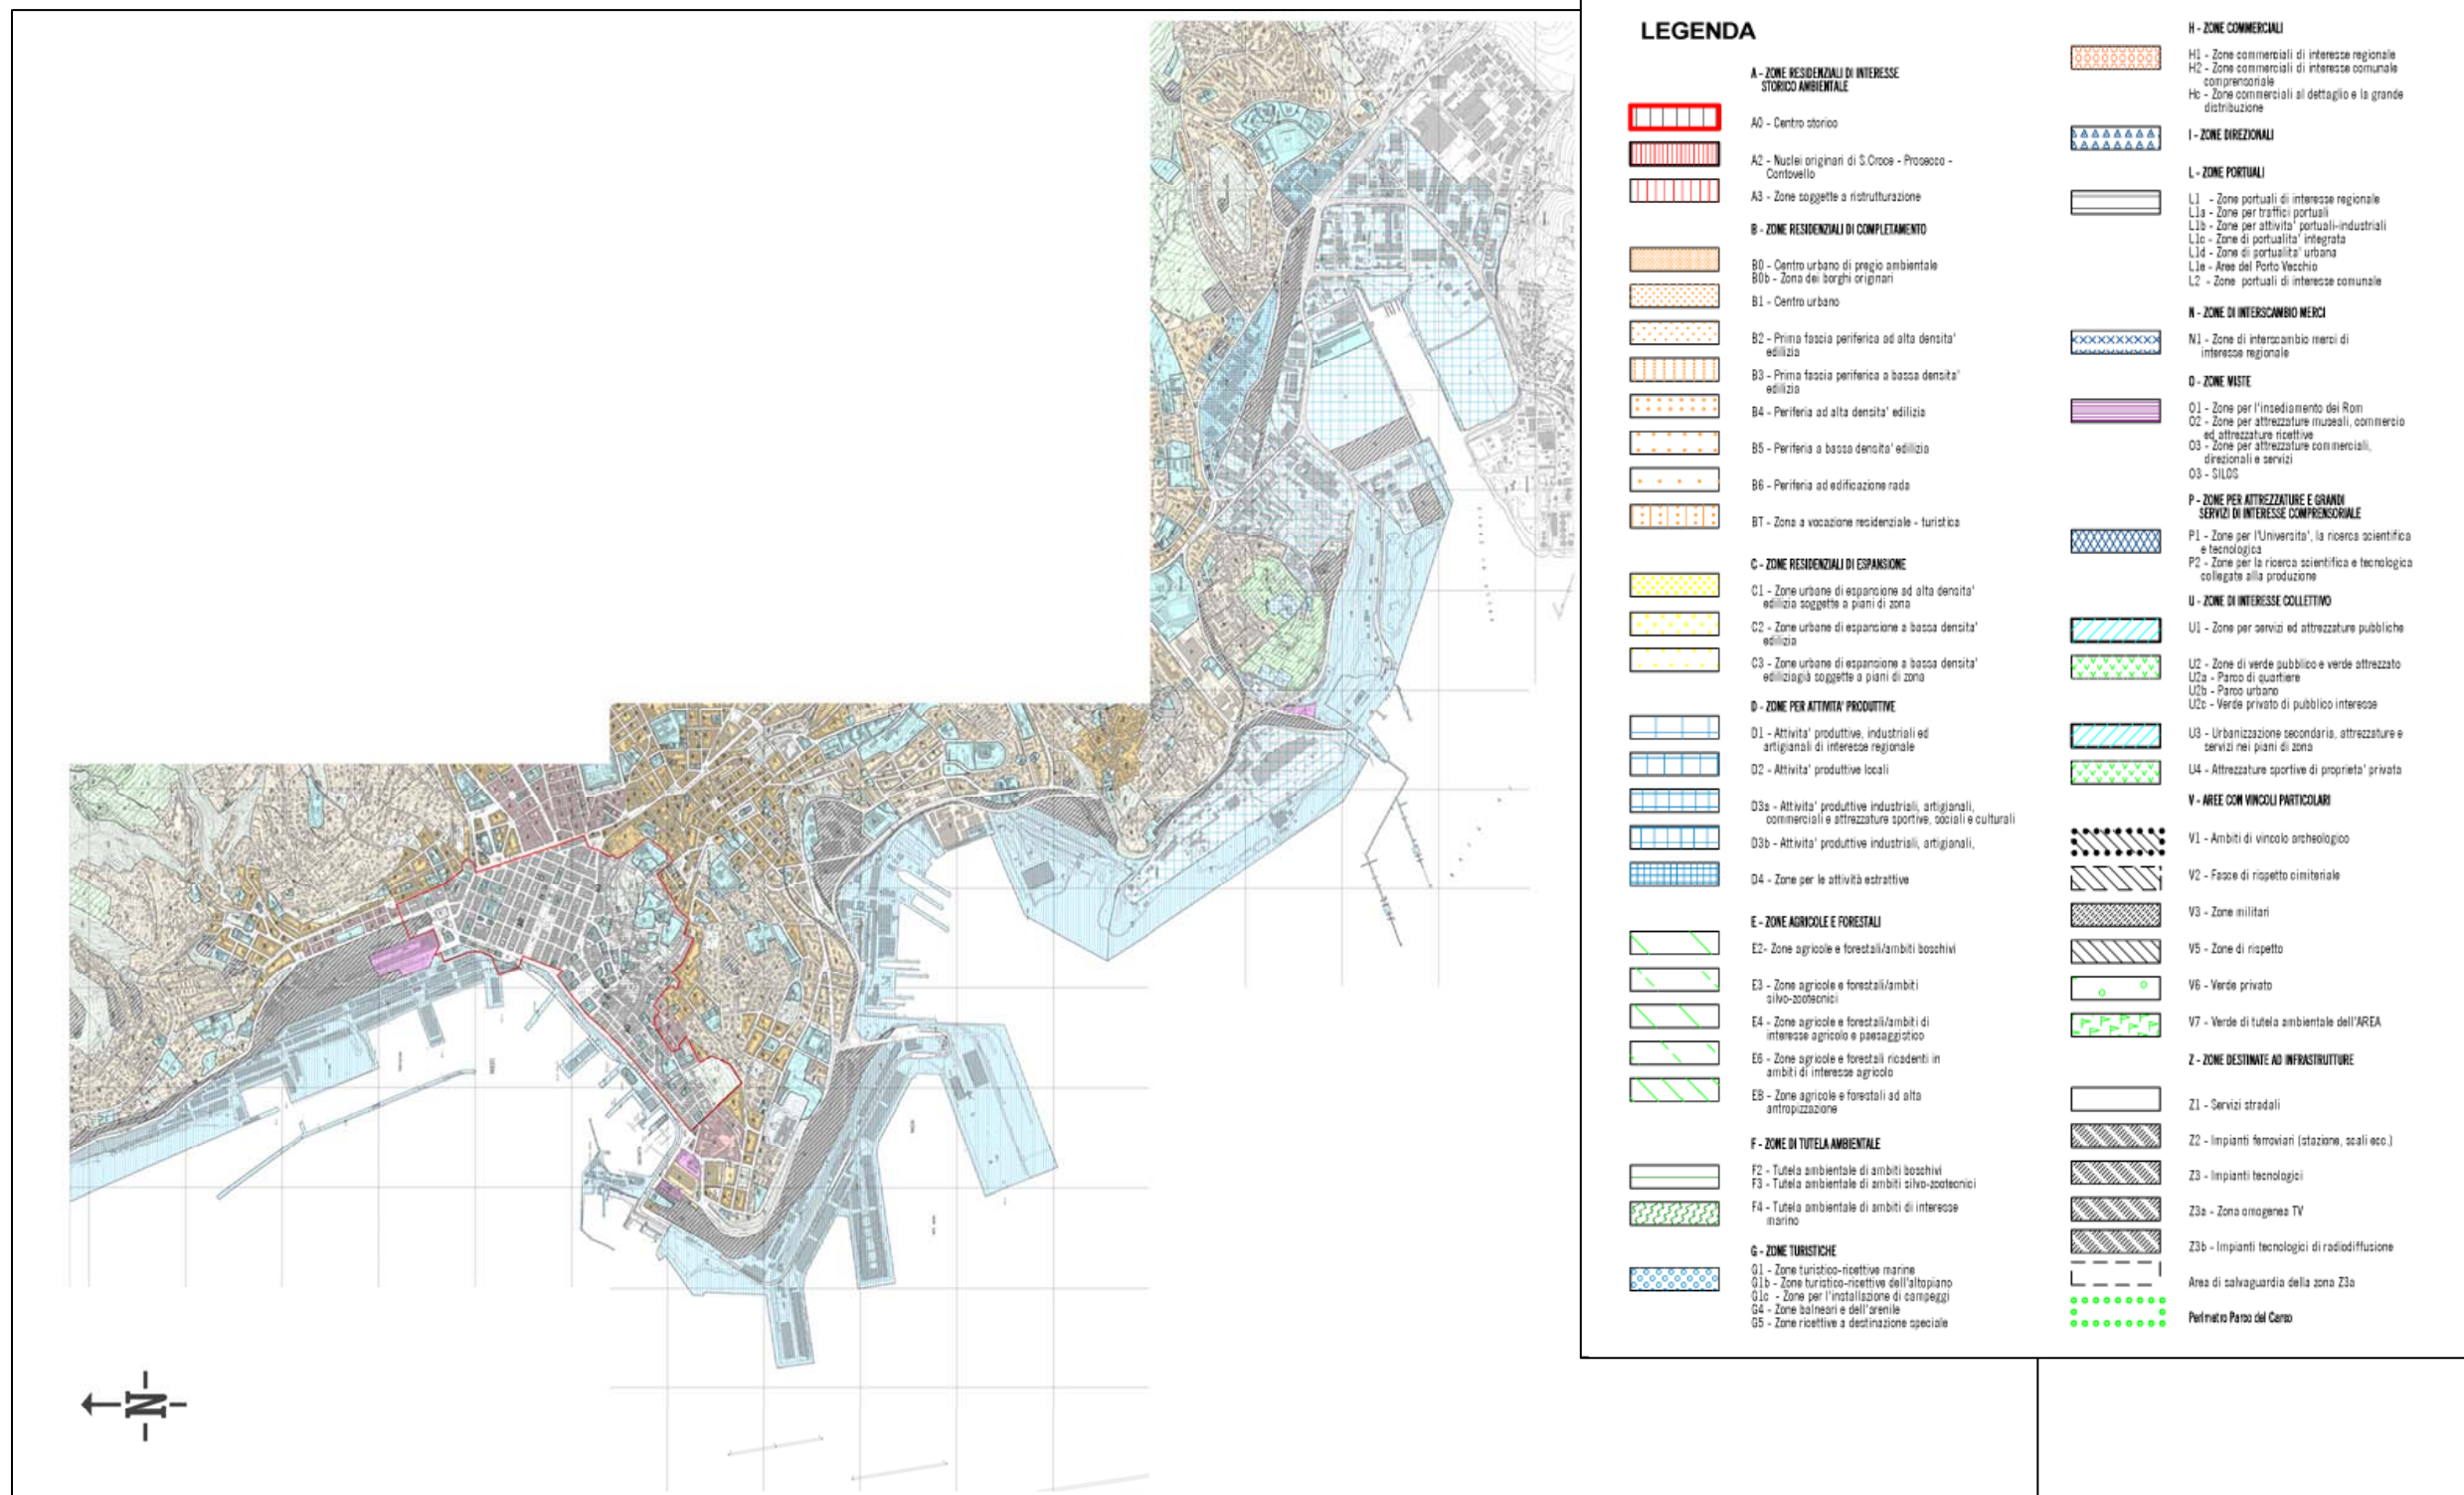 LEGENDA
A - ZONE RESIDENZIALI DI INTERESSE
STORICO AMBIENTALE
A0 - Centro storico
A2 - Nuclei originari di S.Croce - Prosecco -
Contovello
A3 - Zone soggette a ristrutturazione
B - ZONE RESIDENZIALI DI COMPLETAMENTO
B0 - Centro urbano di pregio ambientale
B0b - Zona dei borghi originari
B1 - Centro urbano
B2 - Prima fascia periferica ad alta densita'
edilizia
B3 - Prima fascia periferica a bassa densita'
edilizia
B4 - Periferia ad alta densita' edilizia
B5 - Periferia a bassa densita' edilizia
B6 - Periferia ad edificazione rada
BT - Zona a vocazione residenziale - turistica
C - ZONE RESIDENZIALI DI ESPANSIONE
C1 - Zone urbane di espansione ad alta densita'
edilizia soggette a piani di zona
C2 - Zone urbane di espansione a bassa densita'
edilizia
C3 - Zone urbane di espansione a bassa densita'
ediliziagià soggette a piani di zona
D - ZONE PER ATTIVITA' PRODUTTIVE
D1 - Attivita' produttive, industriali ed
artigianali di interesse regionale
D2 - Attivita' produttive locali
D3a - Attivita' produttive industriali, artigianali,
commerciali e attrezzature sportive, sociali e culturali
D3b - Attivita' produttive industriali, artigianali,
D4 - Zone per le attività estrattive
E - ZONE AGRICOLE E FORESTALI
E2- Zone agricole e forestali/ambiti boschivi
E3 - Zone agricole e forestali/ambiti
silvo-zootecnici
E4 - Zone agricole e forestali/ambiti di
interesse agricolo e paesaggistico
E6 - Zone agricole e forestali ricadenti in
ambiti di interesse agricolo
E8 - Zone agricole e forestali ad alta
antropizzazione
F - ZONE DI TUTELA AMBIENTALE
F2 - Tutela ambientale di ambiti boschivi
F3 - Tutela ambientale di ambiti silvo-zootecnici
F4 - Tutela ambientale di ambiti di interesse
marino
G - ZONE TURISTICHE
G1 - Zone turistico-ricettive marine
G1b - Zone turistico-ricettive dell'altopiano
G1c - Zone per l'installazione di campeggi
G4 - Zone balneari e dell'arenile
G5 - Zone ricettive a destinazione speciale
H - ZONE COMMERCIALI
H1 - Zone commerciali di interesse regionale
H2 - Zone commerciali di interesse comunale
comprensoriale
Hc - Zone commerciali al dettaglio e la grande
distribuzione
I - ZONE DIREZIONALI
L - ZONE PORTUALI
L1 - Zone portuali di interesse regionale
L1a - Zone per traffici portuali
L1b - Zone per attivita' portuali-industriali
L1c - Zone di portualita' integrata
L1d - Zone di portualita' urbana
L1e - Aree del Porto Vecchio
L2 - Zone portuali di interesse comunale
N - ZONE DI INTERSCAMBIO MERCI
N1 - Zone di interscambio merci di
interesse regionale
O - ZONE MISTE
O1 - Zone per l'insediamento dei Rom
O2 - Zone per attrezzature museali, commercio
ed attrezzature ricettive
O3 - Zone per attrezzature commerciali,
direzionali e servizi
O3 - SILOS
P - ZONE PER ATTREZZATURE E GRANDI
SERVIZI DI INTERESSE COMPRENSORIALE
P1 - Zone per l'Universita', la ricerca scientifica
e tecnologica
P2 - Zone per la ricerca scientifica e tecnologica
collegate alla produzione
U - ZONE DI INTERESSE COLLETTIVO
U1 - Zone per servizi ed attrezzature pubbliche
U2 - Zone di verde pubblico e verde attrezzato
U2a - Parco di quartiere
U2b - Parco urbano
U2c - Verde privato di pubblico interesse
U3 - Urbanizzazione secondaria, attrezzature e
servizi nei piani di zona
U4 - Attrezzature sportive di proprieta' privata
V - AREE CON VINCOLI PARTICOLARI
V1 - Ambiti di vincolo archeologico
V2 - Fasce di rispetto cimiteriale
V3 - Zone militari
V5 - Zone di rispetto
V6 - Verde privato
V7 - Verde di tutela ambientale dell'AREA
Z - ZONE DESTINATE AD INFRASTRUTTURE
Z1 - Servizi stradali
Z2 - Impianti ferroviari (stazione, scali ecc.)
Z3 - Impianti tecnologici
Z3a - Zona omogenea TV
Z3b - Impianti tecnologici di radiodiffusione
Area di salvaguardia della zona Z3a
Perimetro Parco del Carso
N